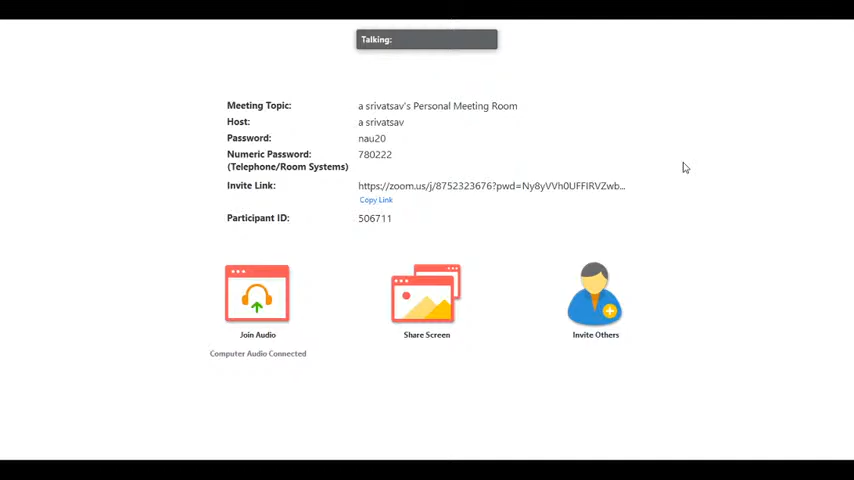 Talking:
Meeting Topic: a srivatsav's Personal Meeting Room
Host: a srivatsav
Password: nau20
Numeric Password: 780222
(Telephone/Room Systems)
Invite Link: https://zoom.us/j/8752323676?pwd=Ny8yVVh0UFFIRVZwb...
Copy Link
Participant ID: 506711
Join Audio Share Screen Invite Others
Computer Audio Connected